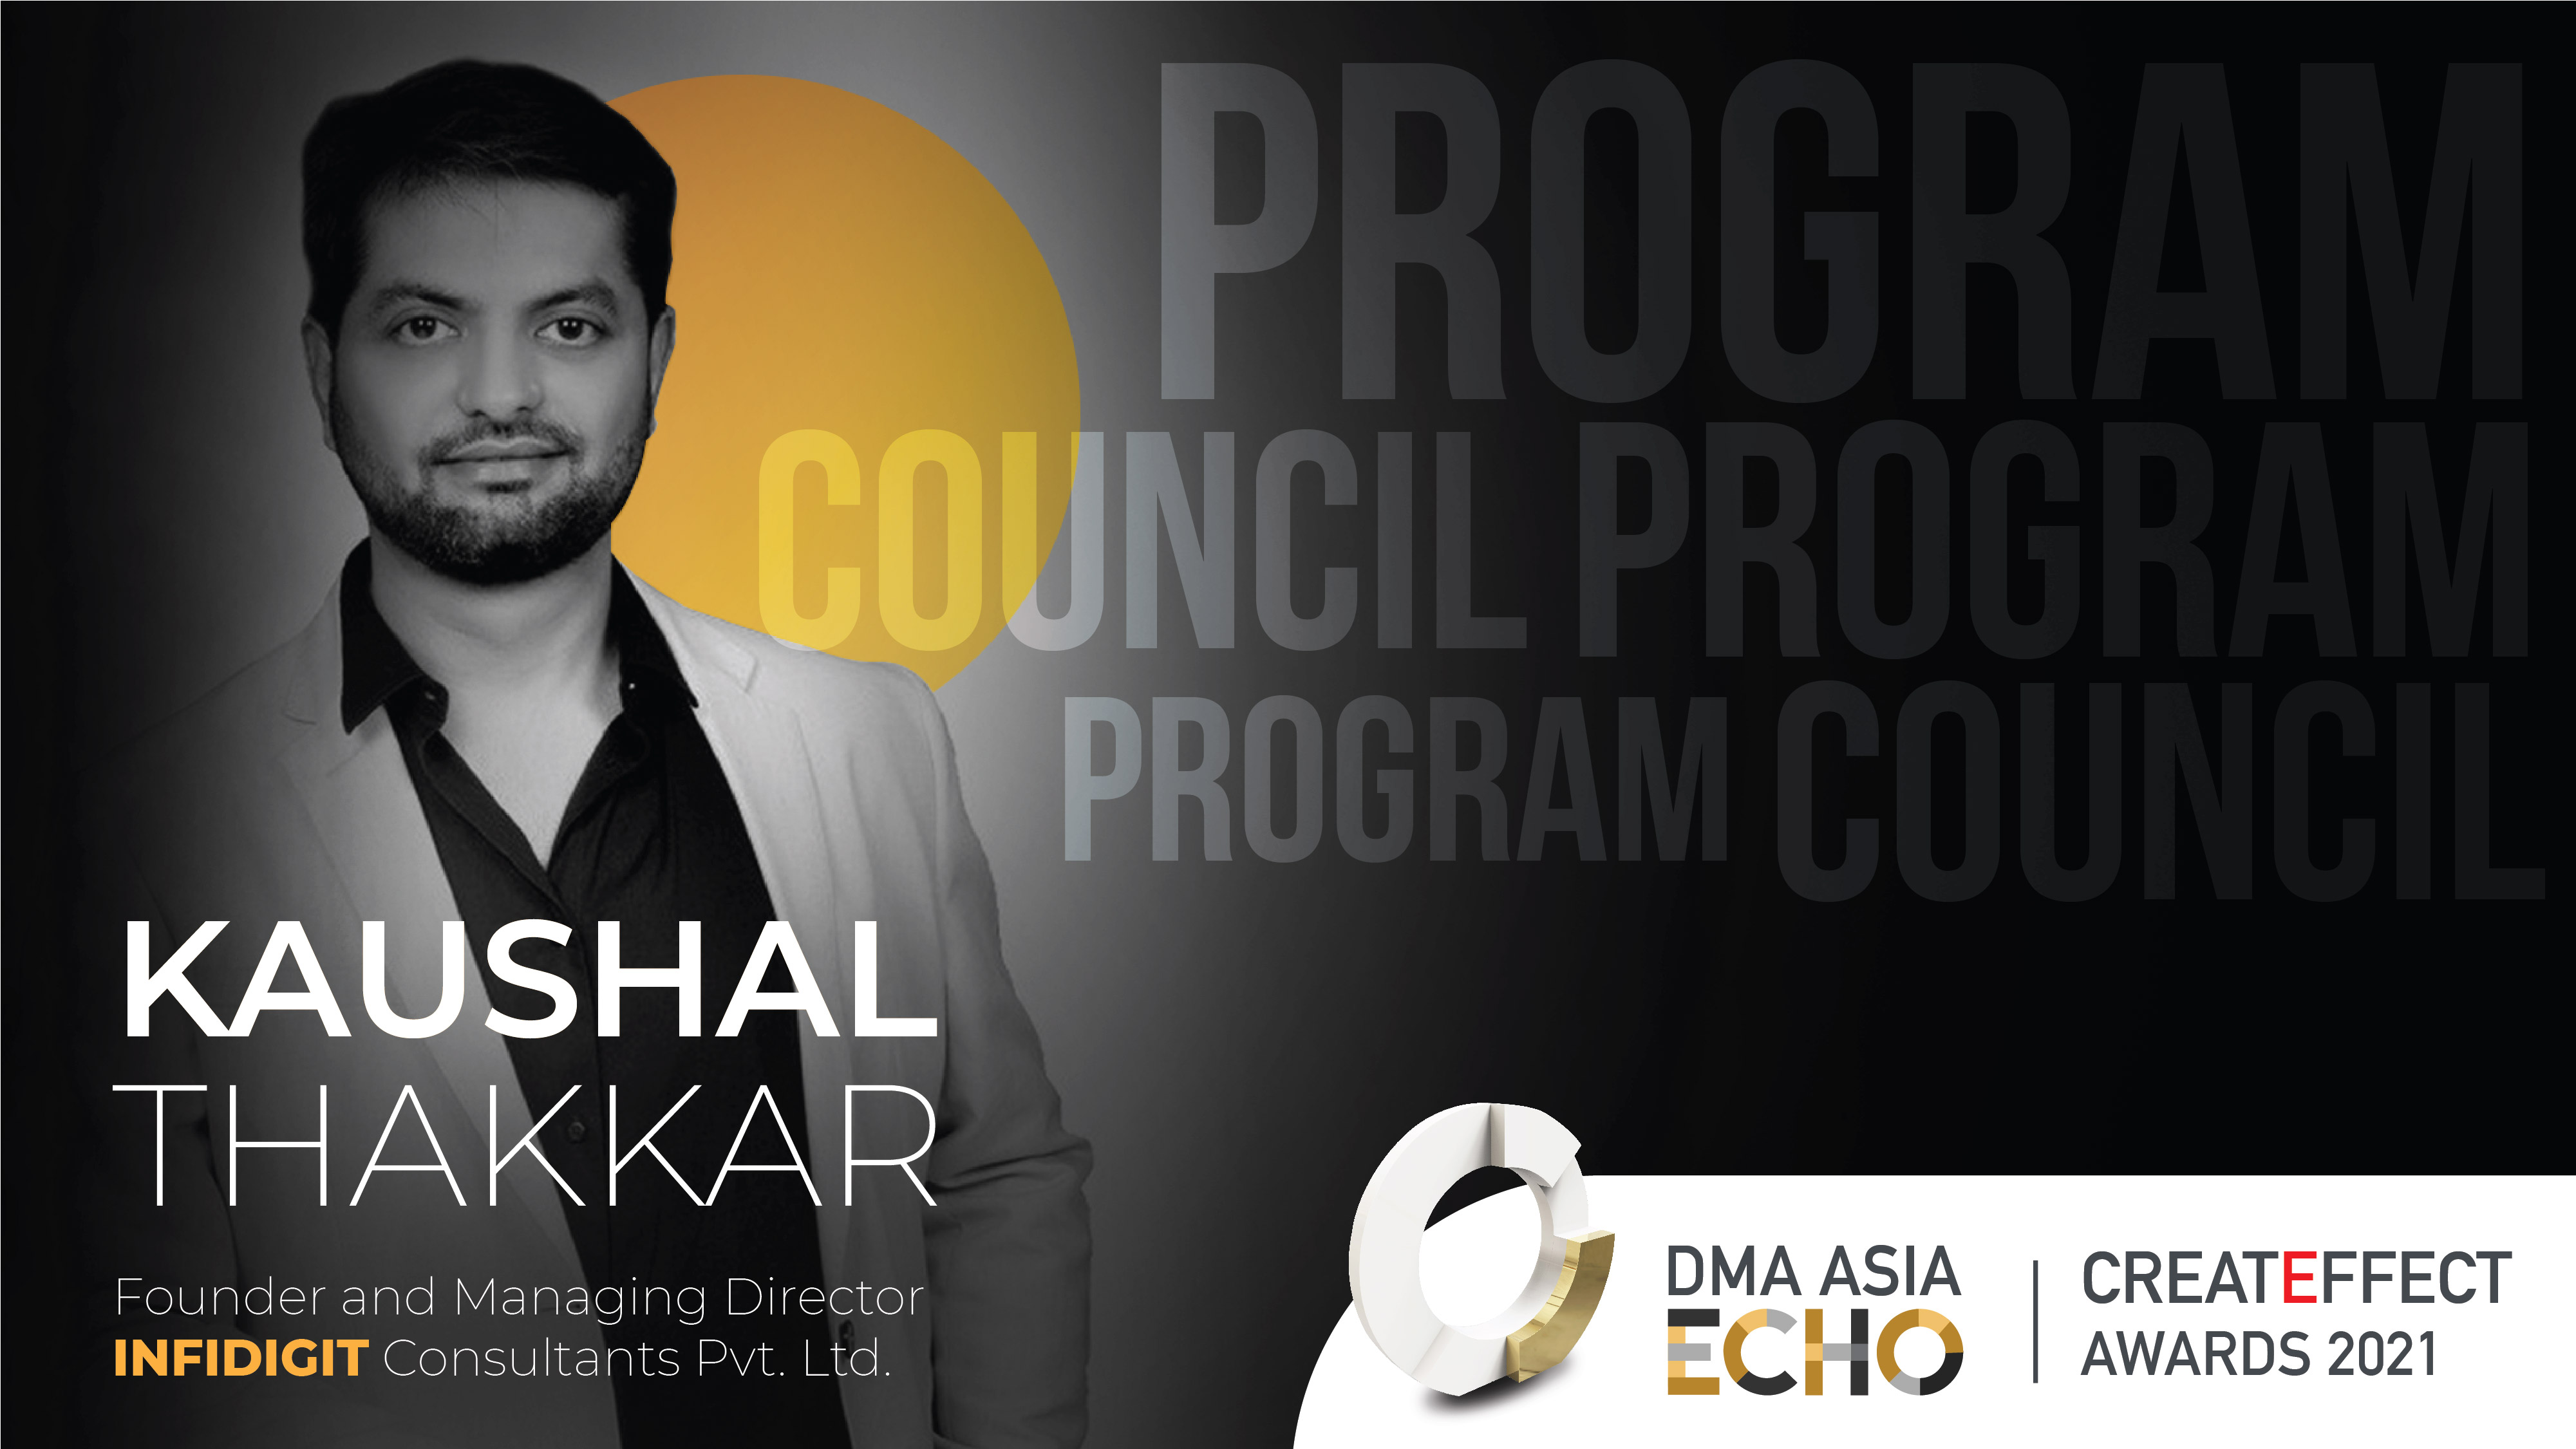 PROGRAM
COUNCIL PROGRAM
PROGRAM COUNCIL
KAUSHAL
THAKKAR
Founder and Managing Director
INFIDIGIT Consultants Pvt. Ltd.
DMA ASIA
ECHO
CREATEFFECT
AWARDS 2021